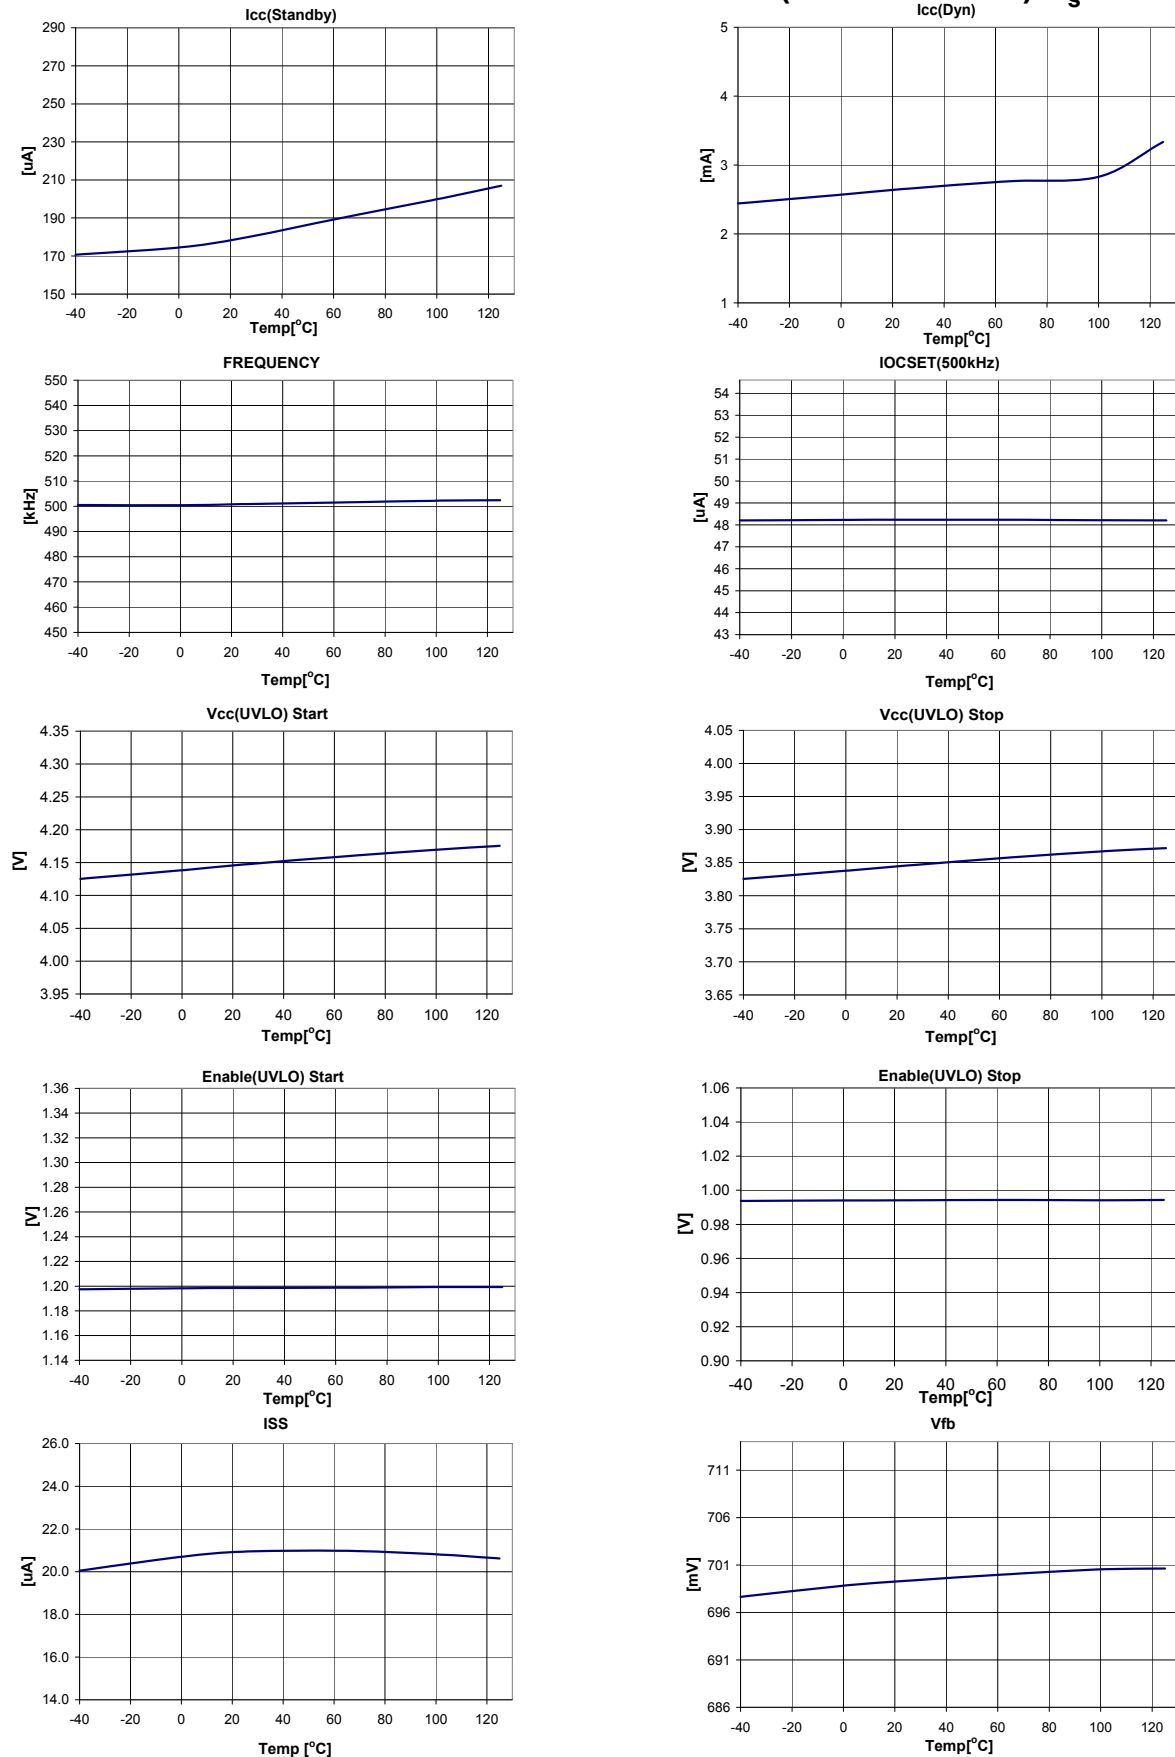 Icc(Standby)
290
270
250
230
210
190
170
150
[uA]
-40 -20 0 20 40 60 80 100 120
Temp[°C]
Icc(Dyn)
5
4
3
2
1
[mA]
-40 -20 0 20 40 60 80 100 120
Temp[°C]
FREQUENCY
550
540
530
520
510
500
490
480
470
460
450
[kHz]
-40 -20 0 20 40 60 80 100 120
Temp[°C]
IOCSET(500kHz)
54
53
52
51
50
49
48
47
46
45
44
43
[uA]
-40 -20 0 20 40 60 80 100 120
Temp[°C]
Vcc(UVLO) Start
4.35
4.30
4.25
4.20
4.15
4.10
4.05
4.00
3.95
[V]
-40 -20 0 20 40 60 80 100 120
Temp[°C]
Vcc(UVLO) Stop
4.05
4.00
3.95
3.90
3.85
3.80
3.75
3.70
3.65
[V]
-40 -20 0 20 40 60 80 100 120
Temp[°C]
Enable(UVLO) Start
1.36
1.34
1.32
1.30
1.28
1.26
1.24
1.22
1.20
1.18
1.16
1.14
[V]
-40 -20 0 20 40 60 80 100 120
Temp[°C]
Enable(UVLO) Stop
1.06
1.04
1.02
1.00
0.98
0.96
0.94
0.92
0.90
[V]
-40 -20 0 20 40 60 80 100 120
Temp[°C]
ISS
26.0
24.0
22.0
20.0
18.0
16.0
14.0
[uA]
-40 -20 0 20 40 60 80 100 120
Temp [°C]
Vfb
711
706
701
696
691
686
[mV]
-40 -20 0 20 40 60 80 100 120
Temp[°C]